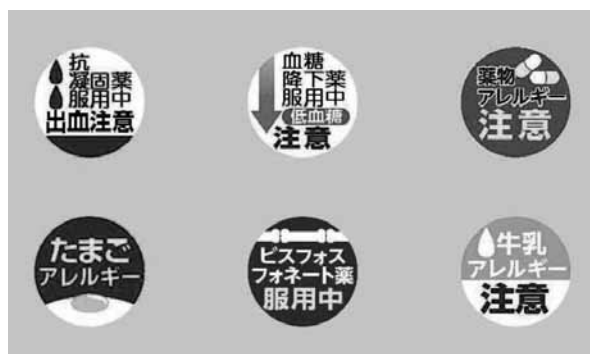 抗
凝固薬
服用中
出血注意
血糖
降下薬
服用中
低血糖
注意
薬物
アレルギー
注意
たまご
アレルギー
ビスフォス
フォネート薬
服用中
牛乳
アレルギー
注意